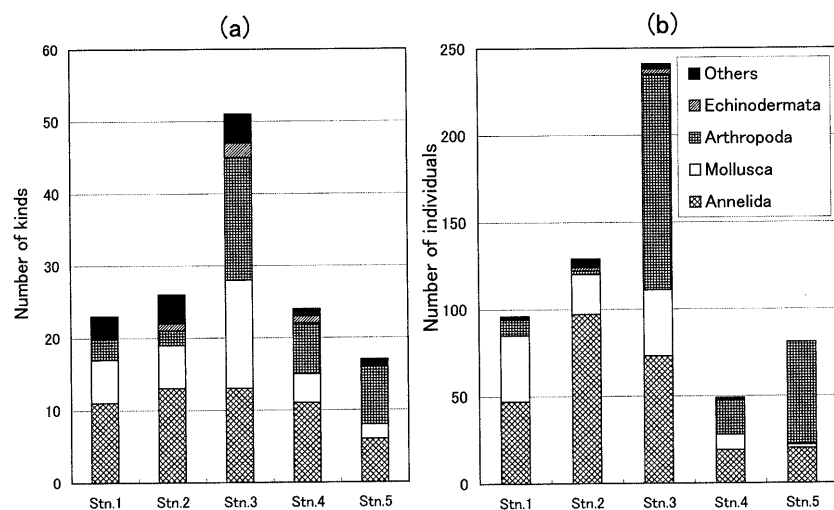 (a)
Number of kinds
60
50
40
30
20
10
0
Stn.1 Stn.2 Stn.3 Stn.4 Stn.5
(b)
Number of individuals
250
200
150
100
50
0
Stn.1 Stn.2 Stn.3 Stn.4 Stn.5
Others
Echinodermata
Arthropoda
Mollusca
Annelida